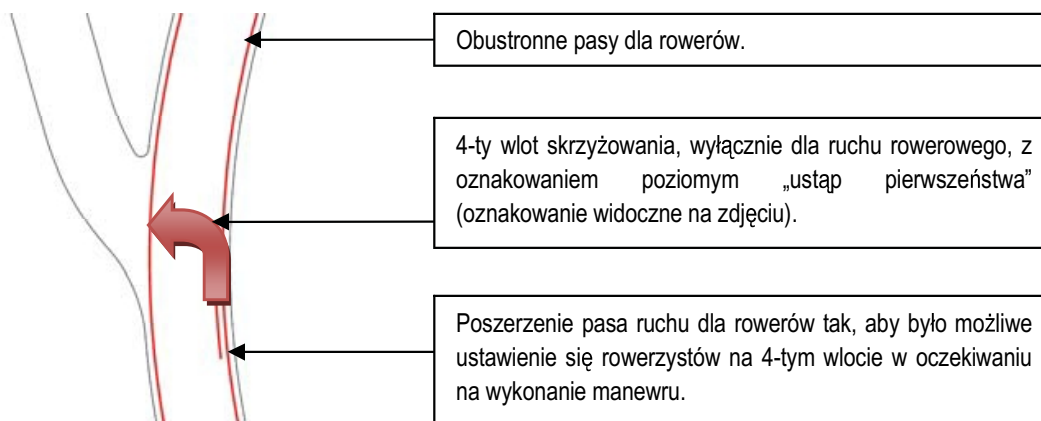 Obustronne pasy dla rowerów.
4-ty wlot skrzyżowania, wyłącznie dla ruchu rowerowego, z
oznakowaniem poziomym „ustąp pierwszeństwa”
(oznakowanie widoczne na zdjęciu).
Poszerzenie pasa ruchu dla rowerów tak, aby było możliwe
ustawienie się rowerzystów na 4-tym wlocie w oczekiwaniu
na wykonanie manewru.